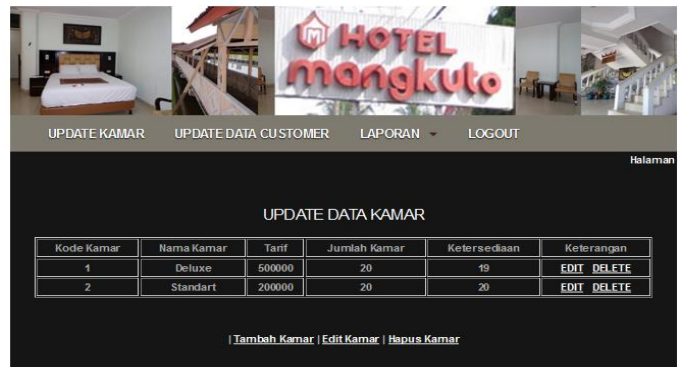 HOTEL
mangkuto
UPDATE KAMAR UPDATE DATA CUSTOMER LAPORAN LOGOUT
Halaman
UPDATE DATA KAMAR
Kode Kamar Nama Kamar Tarif Jumlah Kamar Ketersediaan Keterangan
1 Deluxe 500000 20 19 EDIT DELETE
2 Standart 200000 20 20 EDIT DELETE
| Tambah Kamar | Edit Kamar | Hapus Kamar